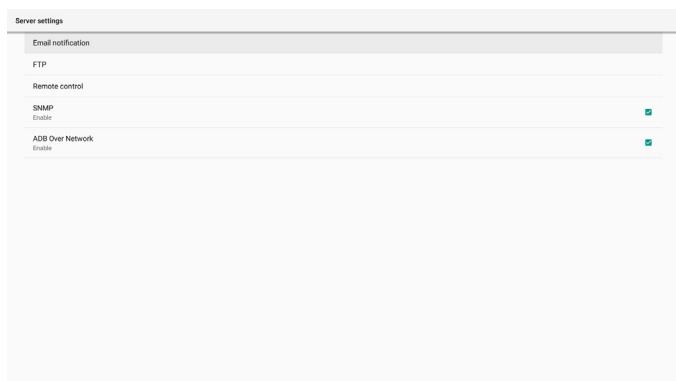 Server settings
Email notification
FTP
Remote control
SNMP
Enable
ADB Over Network
Enable